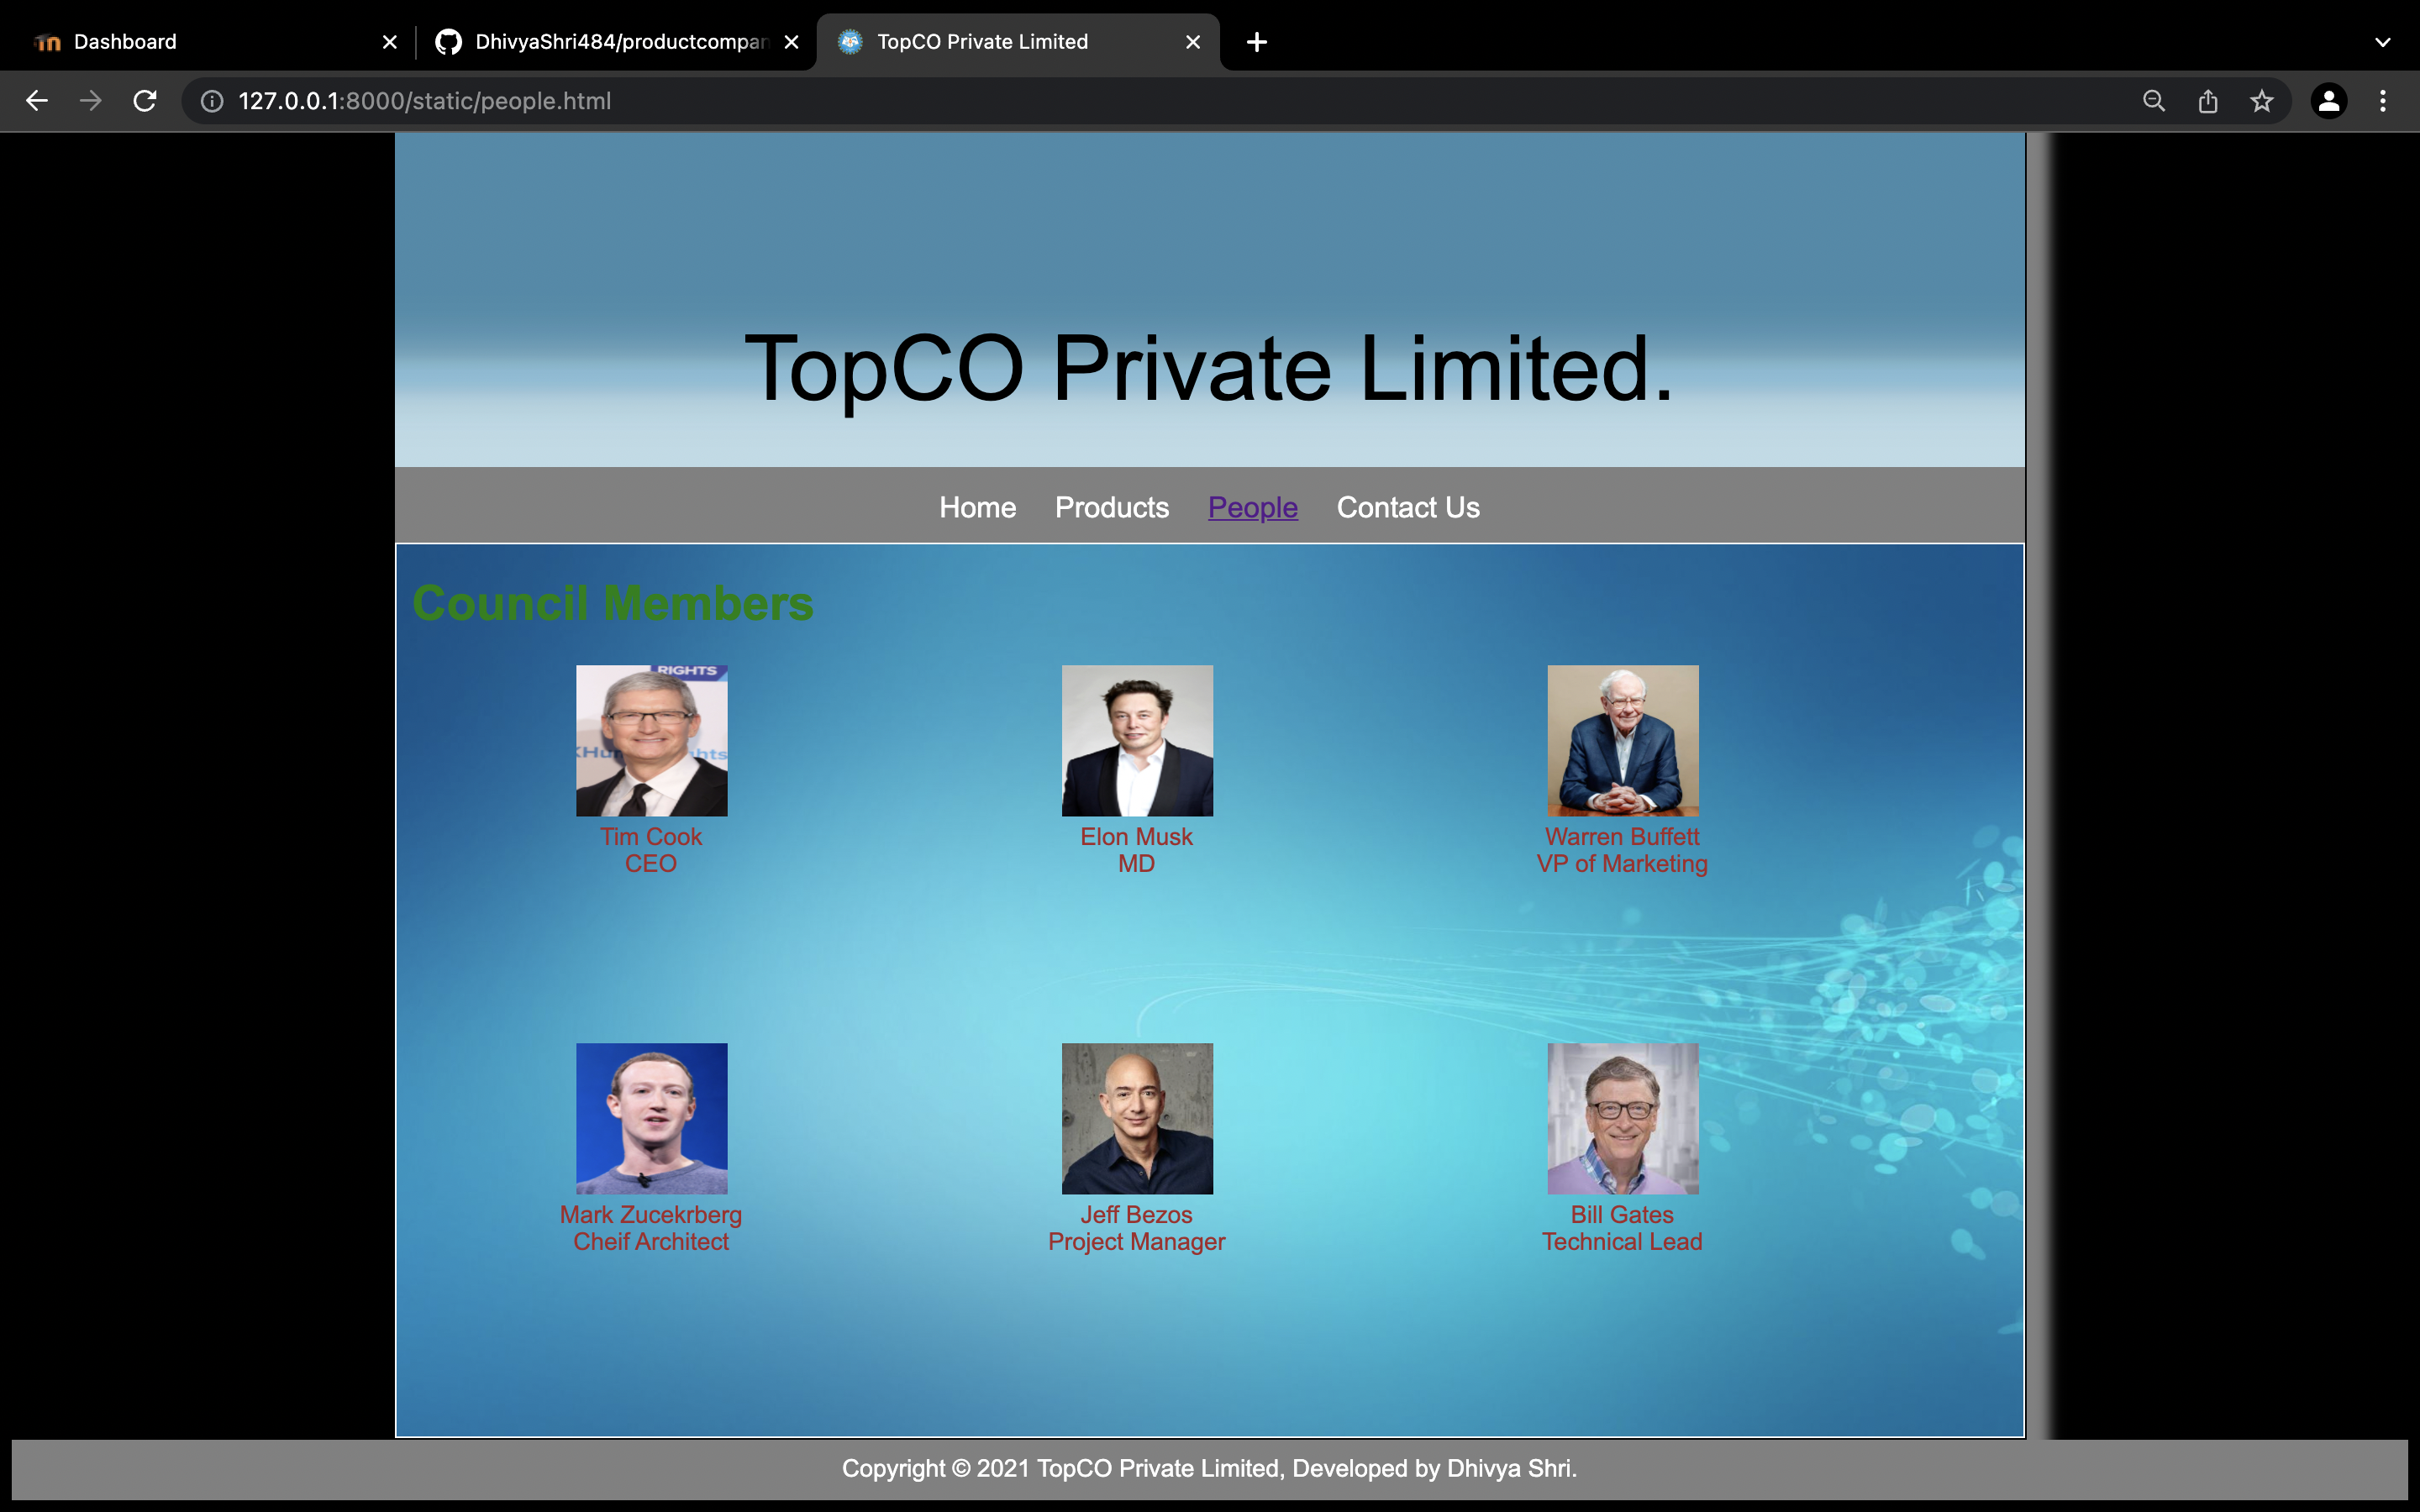 Dashboard
DhivyaShri484/productcompan
TopCO Private Limited
127.0.0.1:8000/static/people.html
TopCO Private Limited.
Home Products People Contact Us
Council Members
RIGHTS
Tim Cook
CEO
Elon Musk
MD
Warren Buffett
VP of Marketing
Mark Zucekrberg
Cheif Architect
Jeff Bezos
Project Manager
Bill Gates
Technical Lead
Copyright © 2021 TopCO Private Limited, Developed by Dhivya Shri.